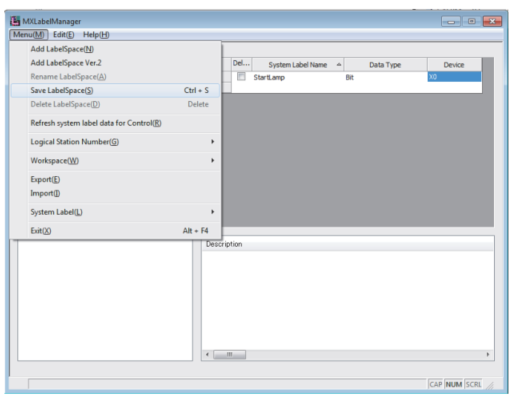 MXLabelManager
Menu(M) Edit(E) Help(H)
Add LabelSpace(N)
Add LabelSpace Ver.2
Rename LabelSpace(A)
Save LabelSpace(S) Ctrl + S
Delete LabelSpace(D) Delete
Refresh system label data for Control(R)
Logical Station Number(G)
Workspace(W)
Export(E)
Import(I)
System Label(L)
Exit(X) Alt + F4
Del... System Label Name Data Type Device
StartLamp Bit X0
Description
CAP NUM SCRL